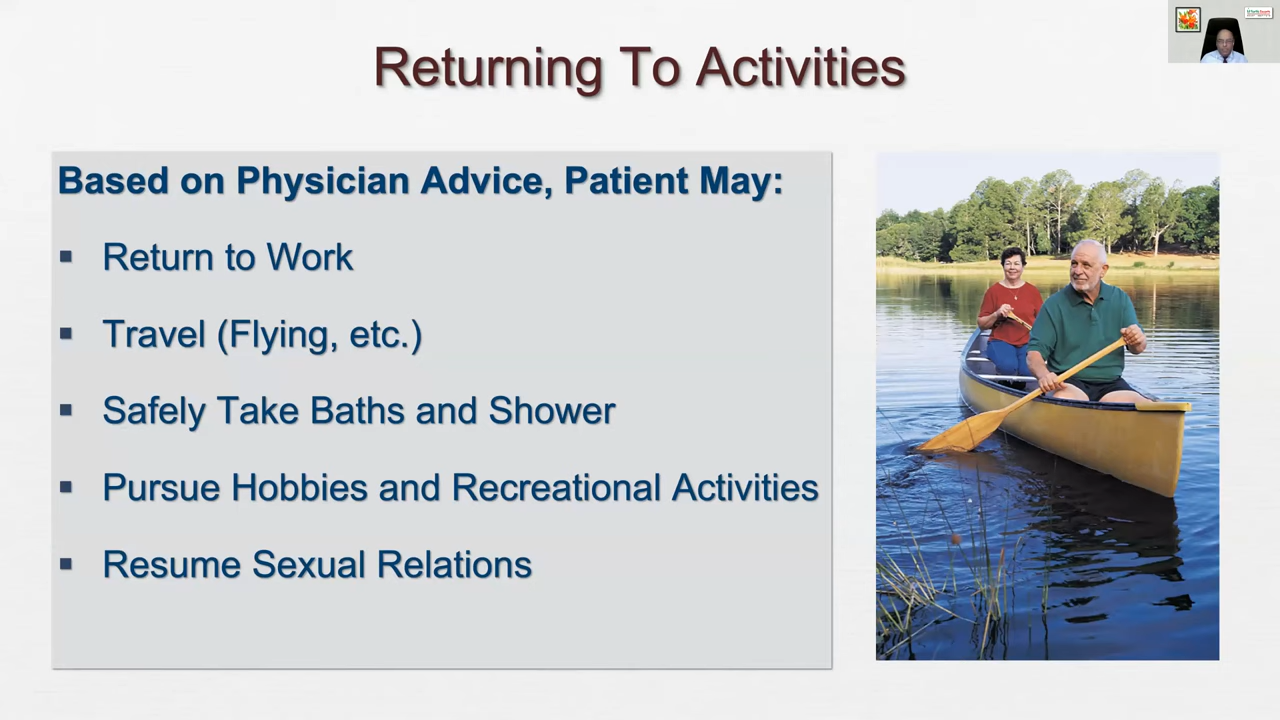 Returning To Activities
Based on Physician Advice, Patient May:
▪ Return to Work
▪ Travel (Flying, etc.)
▪ Safely Take Baths and Shower
▪ Pursue Hobbies and Recreational Activities
▪ Resume Sexual Relations